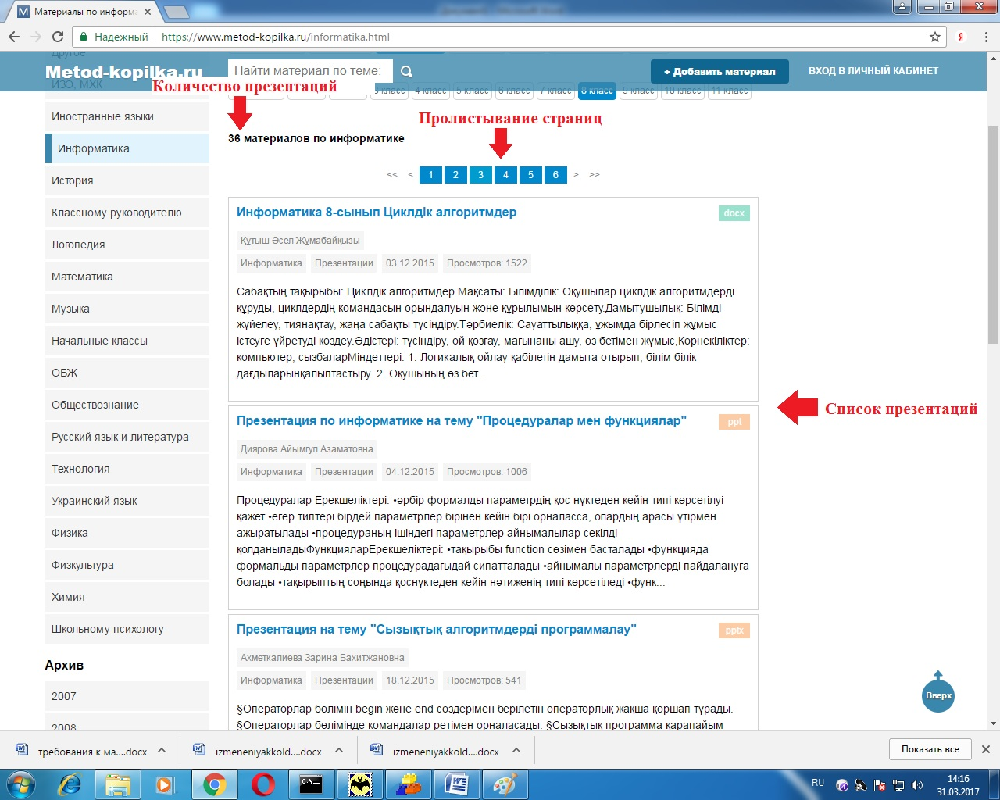 Материалы по информа
Надежный
https://www.metod-kopilka.ru/informatika.html
Другое
Metod-kopilka.ru
Найти материал по теме:
+ Добавить материал
ВХОД В ЛИЧНЫЙ КАБИНЕТ
ИЗО, МХК
Количество презентаций
3 класс
4 класс
5 класс
6 класс
7 класс
8 класс
9 класс
10 класс
11 класс
Пролистывание страниц
36 материалов по информатике
<< < 1 2 3 4 5 6 > >>
Иностранные языки
Информатика
История
Классному руководителю
Логопедия
Математика
Музыка
Начальные классы
ОБЖ
Обществознание
Русский язык и литература
Технология
Украинский язык
Физика
Физкультура
Химия
Школьному психологу
Архив
2007
2008
Информатика 8-сынып Циклдік алгоритмдер
docx
Құтыш Әсел Жұмабайқызы
Информатика Презентации 03.12.2015 Просмотров: 1522
Сабақтың тақырыбы: Циклдік алгоритмдер.Мақсаты: Білімділік: Оқушылар циклдік алгоритмдерді
құруды, циклдердің командасын орындалуын және құрылымын көрсету.Дамытушылық: Білімді
жүйелеу, тиянақтау, жаңа сабақты түсіндіру.Тәрбиелік: Сауаттылыққа, ұжымда бірлесіп жұмыс
істеуге үйретуді көздеу.Әдістері: түсіндіру, ой қозғау, мағынаны ашу, өз бетімен жұмыс,Көрнекіліктер:
компьютер, сызбаларМіндеттері: 1. Логикалық ойлау қабілетін дамыта отырып, білім білік
дағдыларынқалыптастыру. 2. Оқушының өз бет...
Список презентаций
Презентация по информатике на тему "Процедуралар мен функциялар"
ppt
Диярова Айымгул Азаматовна
Информатика Презентации 04.12.2015 Просмотров: 1006
Процедуралар Ерекшеліктері: •әрбір формалды параметрдің қос нүктеден кейін типі көрсетілуі
қажет •егер типтері бірдей параметрлер бірінен кейін бірі орналасса, олардың арасы үтірмен
ажыратылады •процедураның ішіндегі параметрлер айнымалылар секілді
қолданыладыФункцияларЕрекшеліктері: •тақырыбы function сөзімен басталады •функцияда
формальды параметрлер процедурадағыдай сипатталады •айнымалы параметрлерді пайдалануға
болады •тақырыптың соңында қоснүктеден кейін нәтиженің типі көрсетіледі •функ...
Презентация на тему "Сызықтық алгоритмдерді программалау"
pptx
Ахметкалиева Зарина Бахитжановна
Информатика Презентации 18.12.2015 Просмотров: 541
§Операторлар бөлімін begin және end сөздерімен берілетін операторлық жақша қоршап тұрады.
§Операторлар бөлімінде командалар ретімен орналасады. §Сызықтық программа қарапайым
Вверх
требования к ма....docx
izmeneniyakkold....docx
izmeneniyakkold....docx
Показать все
RU
14:16
31.03.2017